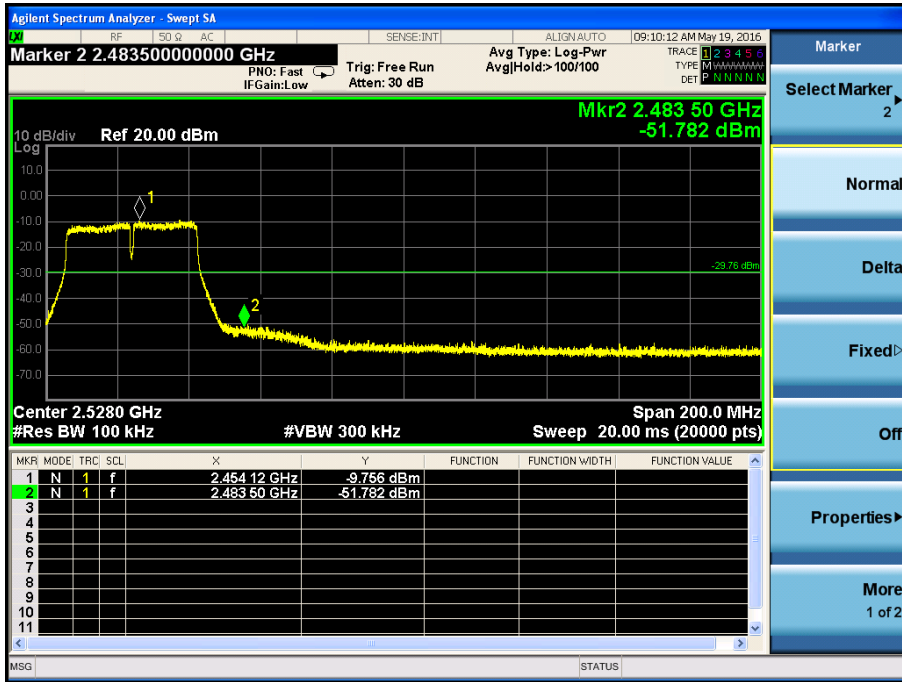 Agilent Spectrum Analyzer - Swept SA
LXI RF 50 Ω AC SENSE:INT ALIGNAUTO 09:10:12 AM May 19, 2016
Marker 2 2.483500000000 GHz
PNO: Fast
IFGain:Low
Trig: Free Run
Atten: 30 dB
Avg Type: Log-Pwr
Avg|Hold:>100/100
TRACE 1 2 3 4 5 6
TYPE M
DET P N N N N N
Mkr2 2.483 50 GHz
-51.782 dBm
10 dB/div Ref 20.00 dBm
Log
10.0
0.00
-10.0
-20.0
-30.0
-40.0
-50.0
-60.0
-70.0
1
2
-29.76 dBm
Center 2.5280 GHz Span 200.0 MHz
#Res BW 100 kHz #VBW 300 kHz Sweep 20.00 ms (20000 pts)
MKR MODE TRC SCL X Y FUNCTION FUNCTION WIDTH FUNCTION VALUE
1 N 1 f 2.454 12 GHz -9.756 dBm
2 N 1 f 2.483 50 GHz -51.782 dBm
3
4
5
6
7
8
9
10
11
MSG STATUS
Marker
Select Marker
2
Normal
Delta
Fixed
Off
Properties
More
1 of 2